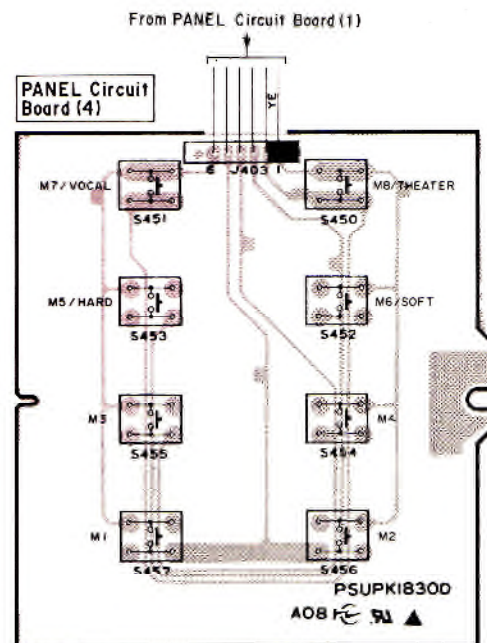 From PANEL Circuit Board (1)
YE
PANEL Circuit
Board (4)
6 J403 1
M7/VOCAL
M8/THEATER
S451
S450
M5/HARD
M6/SOFT
S453
S452
M3
M4
S455
S454
M1
M2
S457
S456
PSUPK1830D
A08